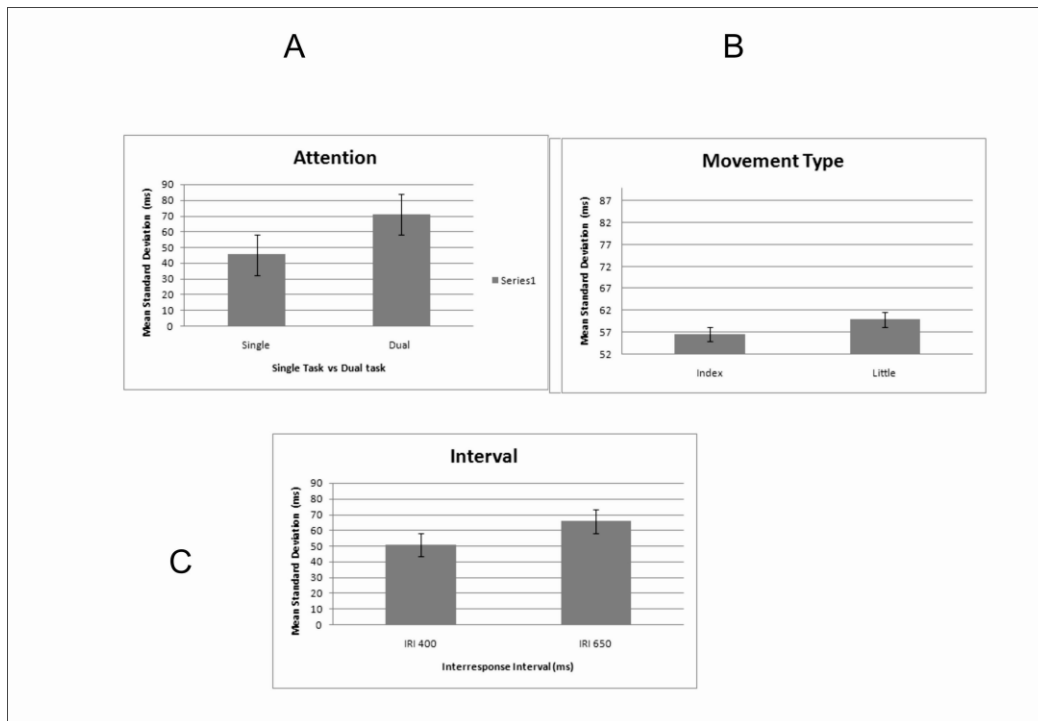 A
B
Attention
Mean Standard Deviation (ms)
90
80
70
60
50
40
30
20
10
0
Single Dual
Single Task vs Dual task
Series1
Movement Type
Mean Standard Deviation (ms)
87
82
77
72
67
62
57
52
Index Little
C
Interval
Mean Standard Deviation (ms)
90
80
70
60
50
40
30
20
10
0
IRI 400 IRI 650
Interresponse Interval (ms)